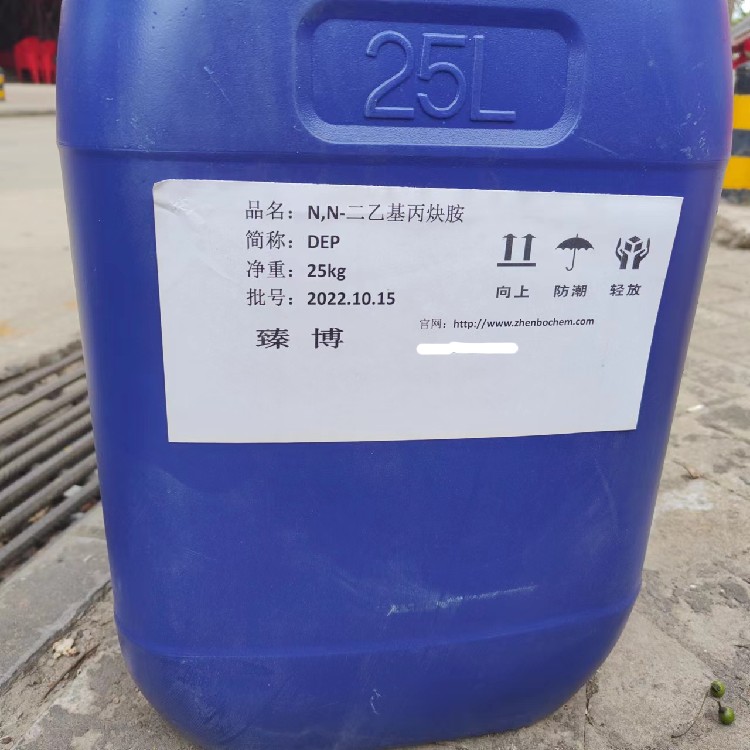 25L
品名：N,N-二乙基丙炔胺
简称：DEP
净重：25kg
批号：2022.10.15
向上 防潮 轻放
臻 博
官网：http://www.zhenbochem.com